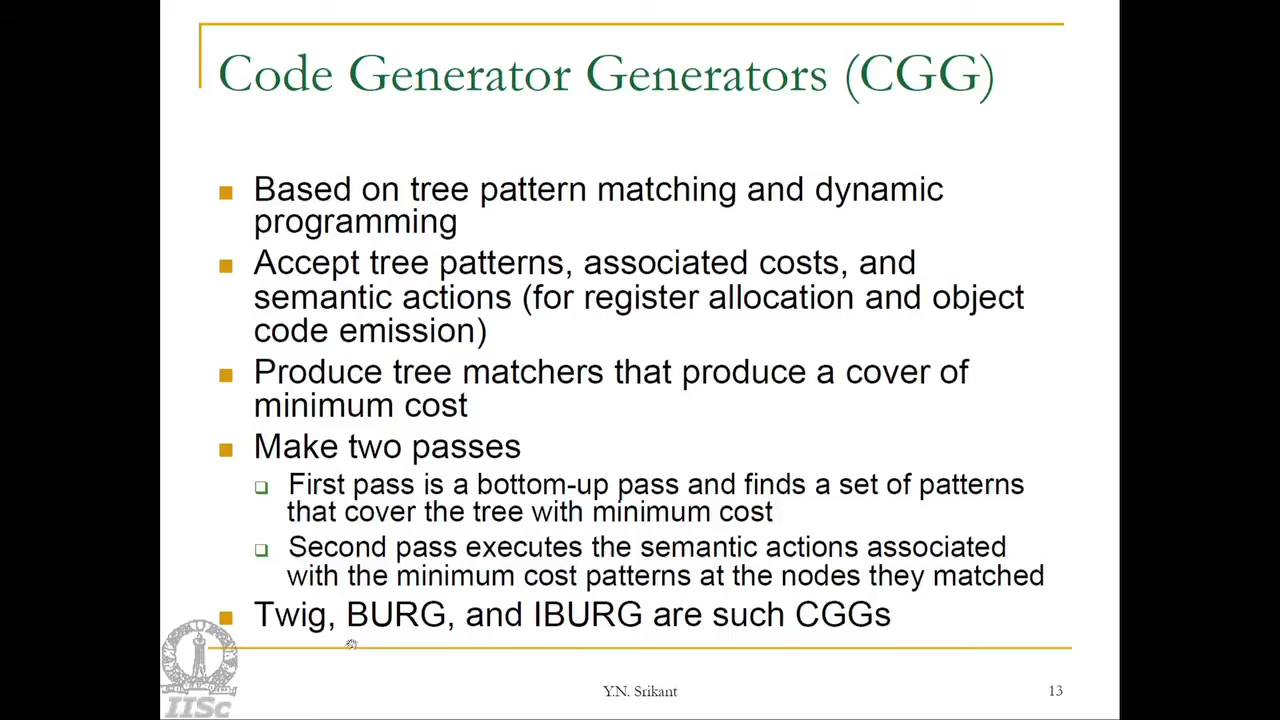 Code Generator Generators (CGG)
Based on tree pattern matching and dynamic
programming
Accept tree patterns, associated costs, and
semantic actions (for register allocation and object
code emission)
Produce tree matchers that produce a cover of
minimum cost
Make two passes
First pass is a bottom-up pass and finds a set of patterns
that cover the tree with minimum cost
Second pass executes the semantic actions associated
with the minimum cost patterns at the nodes they matched
Twig, BURG, and IBURG are such CGGs
IISc
Y.N. Srikant
13